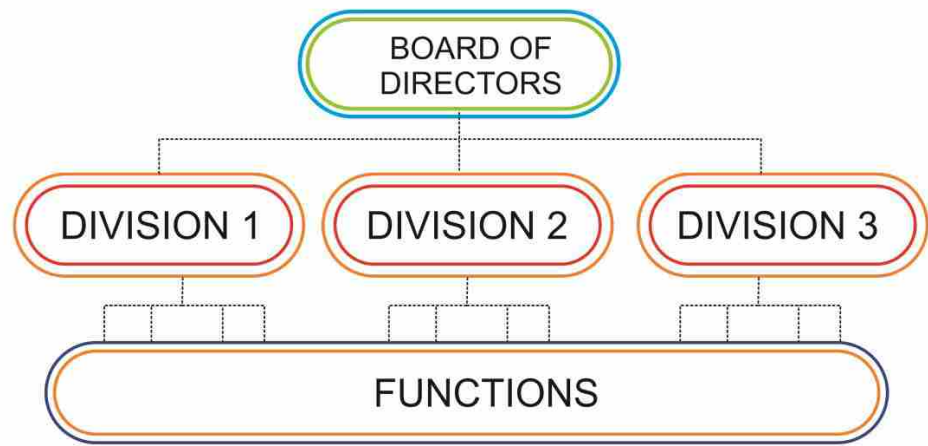 BOARD OF
DIRECTORS
DIVISION 1
DIVISION 2
DIVISION 3
FUNCTIONS